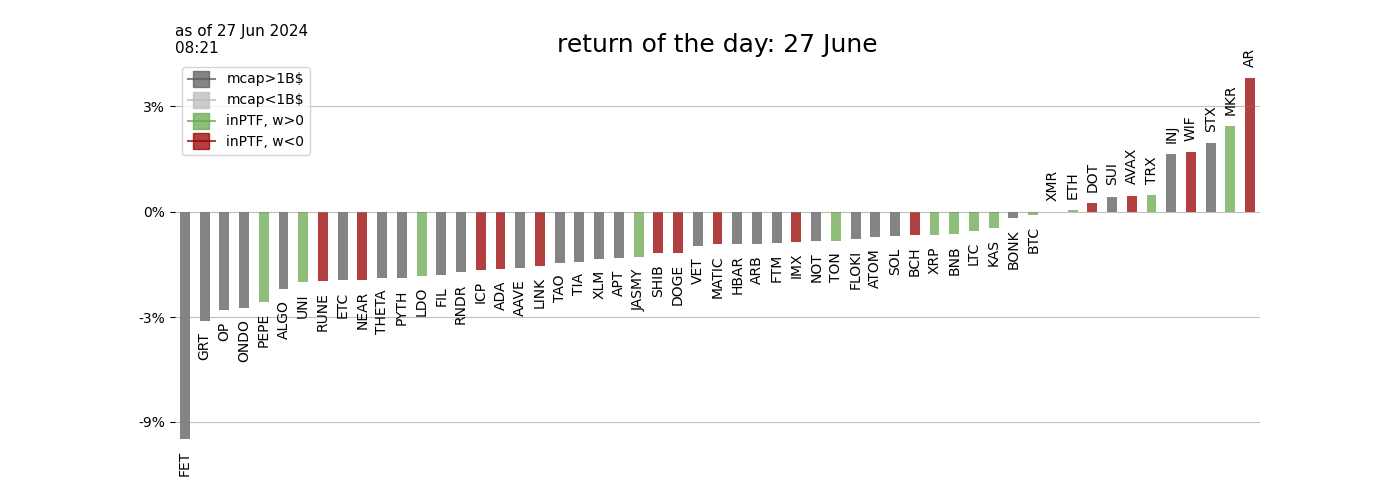 as of 27 Jun 2024
08:21
return of the day: 27 June
mcap>1B$
mcap<1B$
inPTF, w>0
inPTF, w<0
3%
0%
-3%
-9%
FET
GRT
OP
ONDO
PEPE
ALGO
UNI
RUNE
ETC
NEAR
THETA
PYTH
LDO
FIL
RNDR
ICP
ADA
AAVE
LINK
TAO
TIA
XLM
APT
JASMY
SHIB
DOGE
VET
MATIC
HBAR
ARB
FTM
IMX
NOT
TON
FLOKI
ATOM
SOL
BCH
XRP
BNB
LTC
KAS
BONK
BTC
XMR
ETH
DOT
SUI
AVAX
TRX
INJ
WIF
STX
MKR
AR